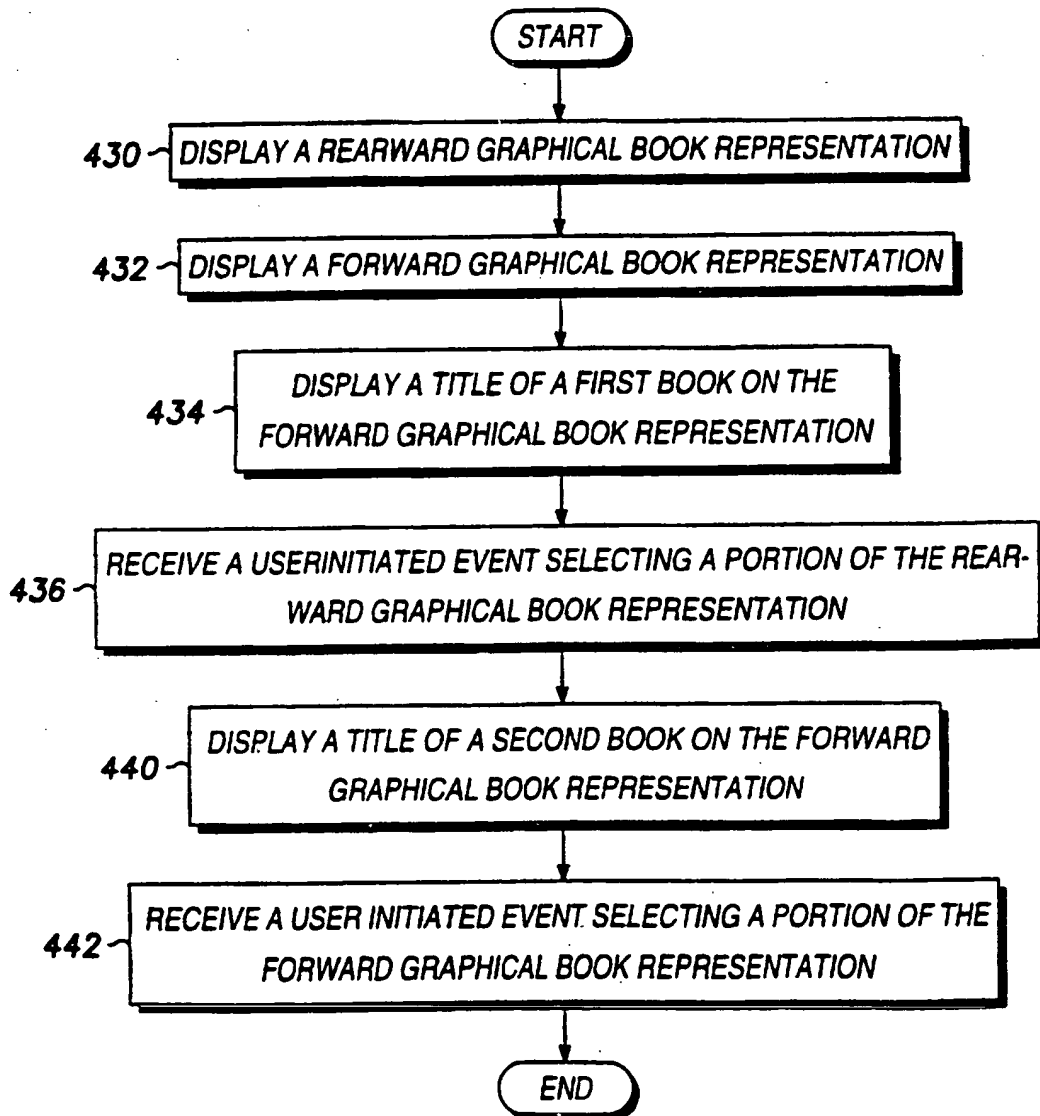 START
430 DISPLAY A REARWARD GRAPHICAL BOOK REPRESENTATION
432 DISPLAY A FORWARD GRAPHICAL BOOK REPRESENTATION
DISPLAY A TITLE OF A FIRST BOOK ON THE
434
FORWARD GRAPHICAL BOOK REPRESENTATION
RECEIVE A USERINITIATED EVENT SELECTING A PORTION OF THE REAR-
436
WARD GRAPHICAL BOOK REPRESENTATION
DISPLAY A TITLE OF A SECOND BOOK ON THE FORWARD
440
GRAPHICAL BOOK REPRESENTATION
RECEIVE A USER INITIATED EVENT SELECTING A PORTION OF THE
442
FORWARD GRAPHICAL BOOK REPRESENTATION
END